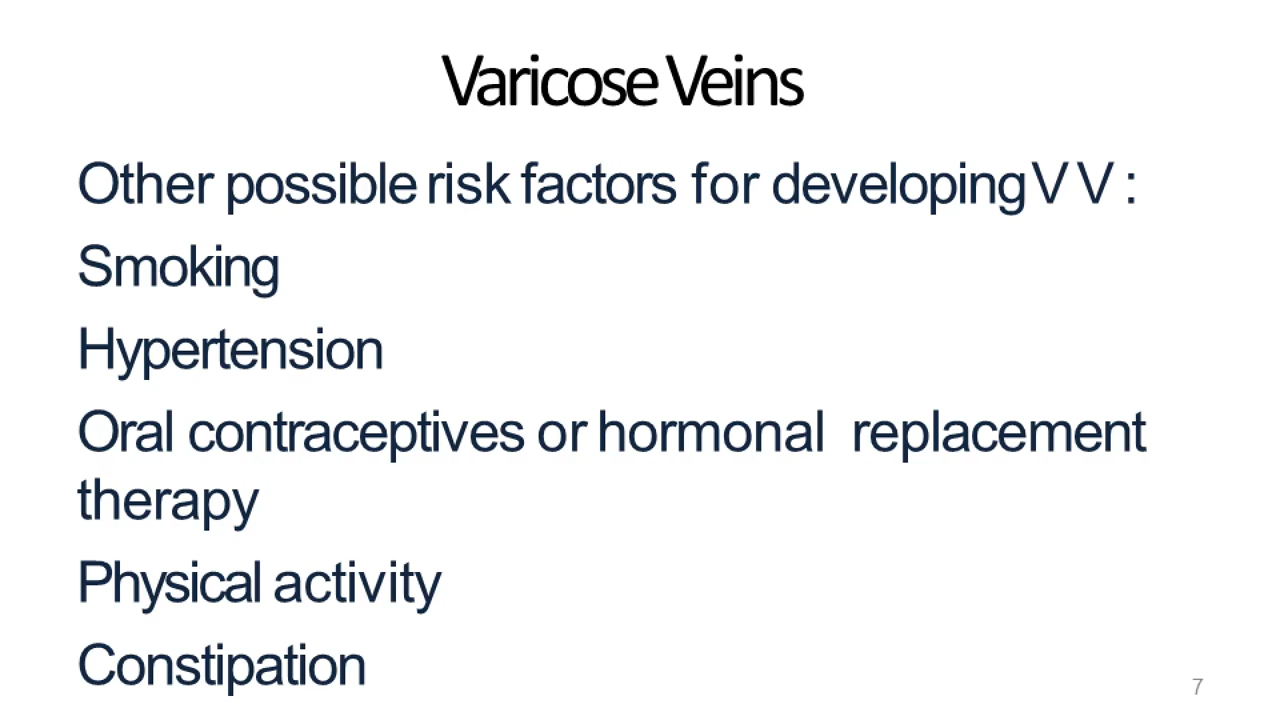 Varicose Veins
Other possible risk factors for developing V V :
Smoking
Hypertension
Oral contraceptives or hormonal replacement
therapy
Physical activity
Constipation
7